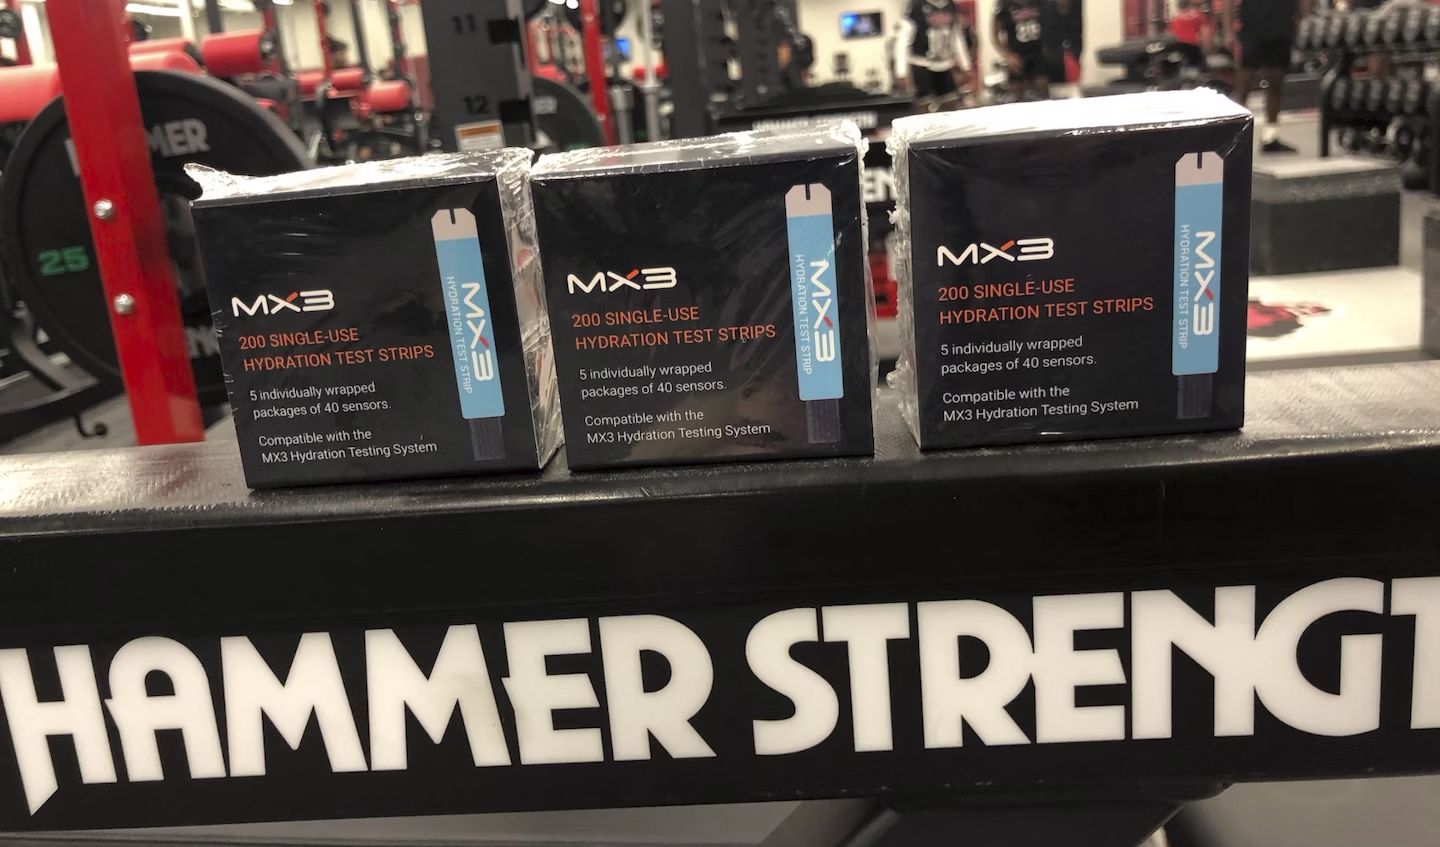 11
12
HAMMER
25
MX3
200 SINGLE-USE
HYDRATION TEST STRIPS
5 individually wrapped
packages of 40 sensors.
Compatible with the
MX3 Hydration Testing System
MX3
HYDRATION TEST STRIP
MX3
200 SINGLE-USE
HYDRATION TEST STRIPS
5 individually wrapped
packages of 40 sensors.
Compatible with the
MX3 Hydration Testing System
MX3
HYDRATION TEST STRIP
MX3
200 SINGLE-USE
HYDRATION TEST STRIPS
5 individually wrapped
packages of 40 sensors.
Compatible with the
MX3 Hydration Testing System
MX3
HYDRATION TEST STRIP
HAMMER STRENGT